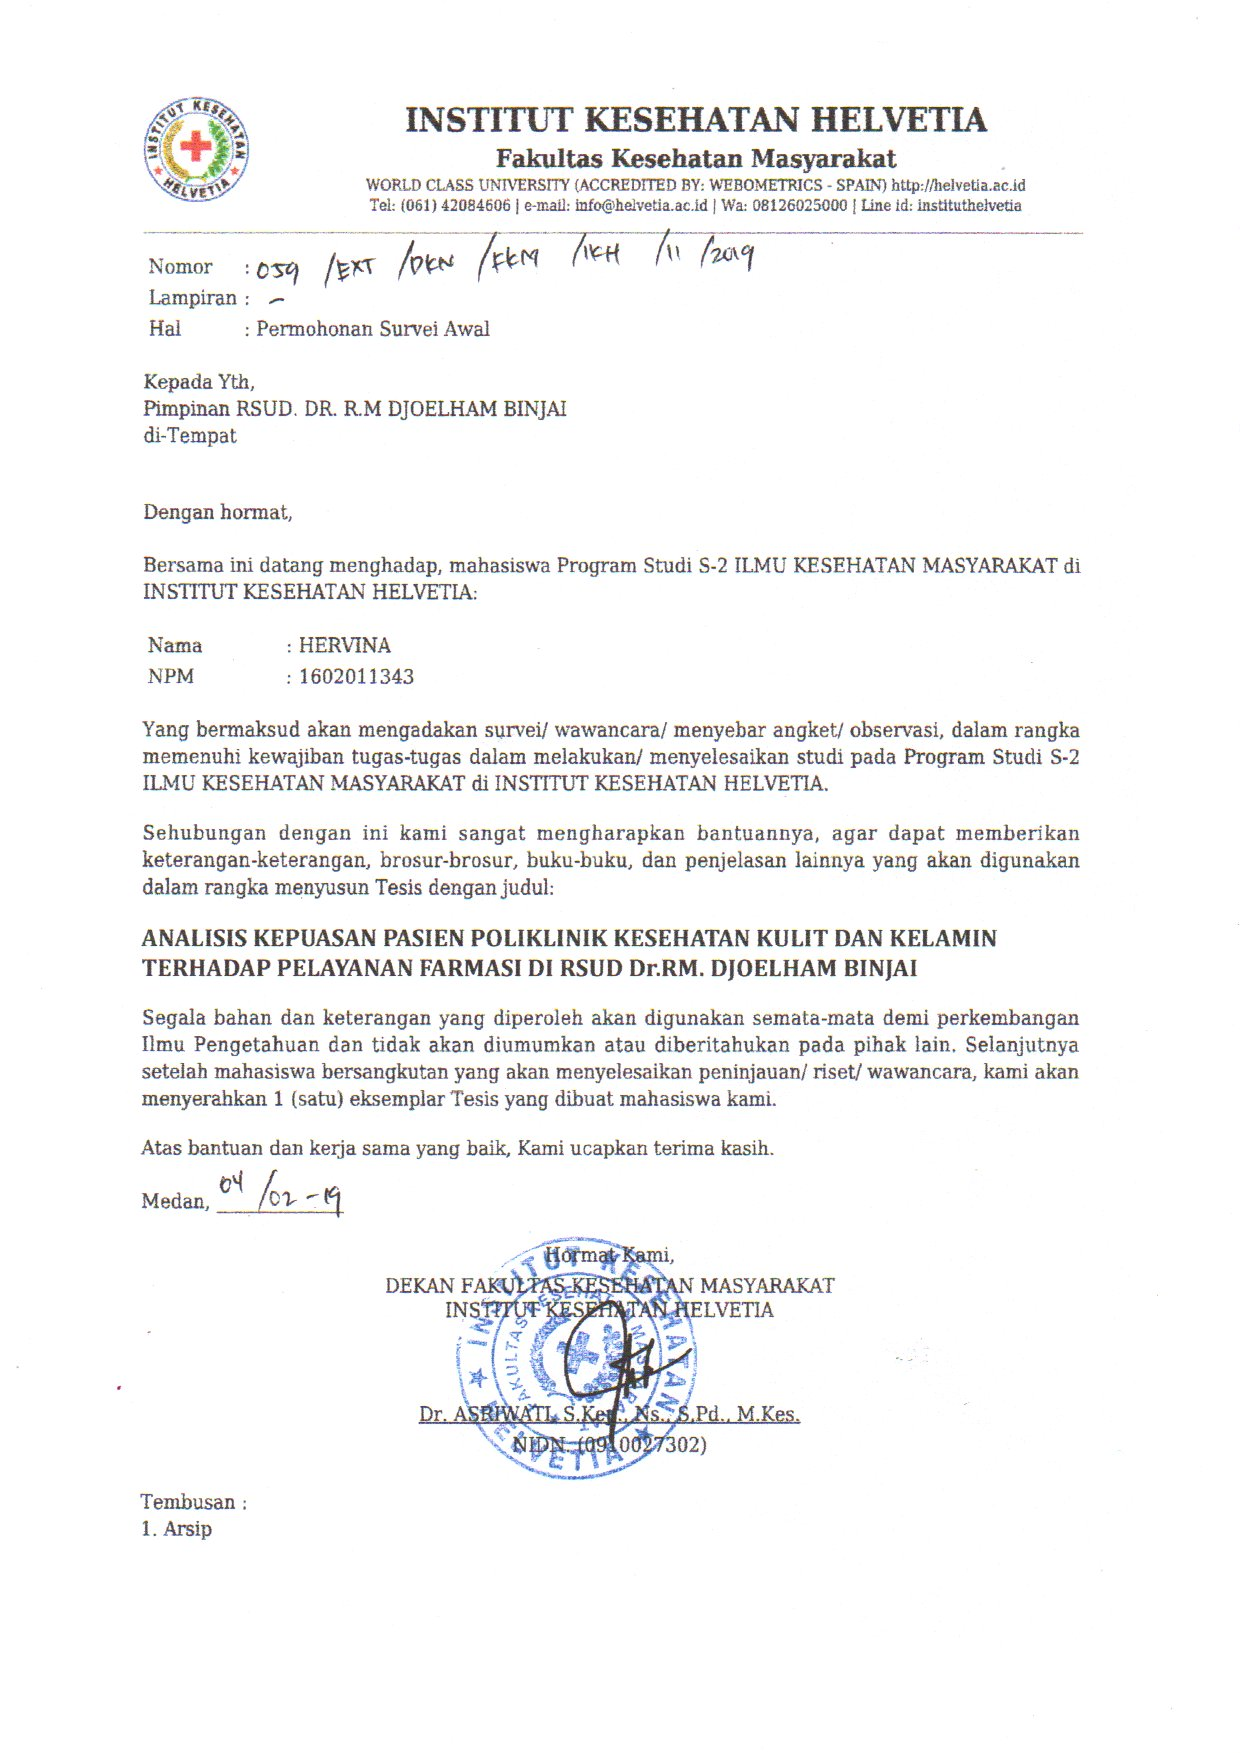 INSTITUT KESEHATAN
HELVETIA
INSTITUT KESEHATAN HELVETIA
Fakultas Kesehatan Masyarakat
WORLD CLASS UNIVERSITY (ACCREDITED BY: WEBOMETRICS - SPAIN) http://helvetia.ac.id
Tel: (061) 42084606 | e-mail: info@helvetia.ac.id | Wa: 08126025000 | Line id: instituthelvetia
Nomor : 059 /EXT /DKN /FKM /IKH /11 /2019
Lampiran : -
Hal : Permohonan Survei Awal
Kepada Yth,
Pimpinan RSUD. DR. R.M DJOELHAM BINJAI
di-Tempat
Dengan hormat,
Bersama ini datang menghadap, mahasiswa Program Studi S-2 ILMU KESEHATAN MASYARAKAT di
INSTITUT KESEHATAN HELVETIA:
Nama : HERVINA
NPM : 1602011343
Yang bermaksud akan mengadakan survei/ wawancara/ menyebar angket/ observasi, dalam rangka
memenuhi kewajiban tugas-tugas dalam melakukan/ menyelesaikan studi pada Program Studi S-2
ILMU KESEHATAN MASYARAKAT di INSTITUT KESEHATAN HELVETIA.
Sehubungan dengan ini kami sangat mengharapkan bantuannya, agar dapat memberikan
keterangan-keterangan, brosur-brosur, buku-buku, dan penjelasan lainnya yang akan digunakan
dalam rangka menyusun Tesis dengan judul:
ANALISIS KEPUASAN PASIEN POLIKLINIK KESEHATAN KULIT DAN KELAMIN
TERHADAP PELAYANAN FARMASI DI RSUD Dr.RM. DJOELHAM BINJAI
Segala bahan dan keterangan yang diperoleh akan digunakan semata-mata demi perkembangan
Ilmu Pengetahuan dan tidak akan diumumkan atau diberitahukan pada pihak lain. Selanjutnya
setelah mahasiswa bersangkutan yang akan menyelesaikan peninjauan/ riset/ wawancara, kami akan
menyerahkan 1 (satu) eksemplar Tesis yang dibuat mahasiswa kami.
Atas bantuan dan kerja sama yang baik, Kami ucapkan terima kasih.
Medan, 04 /02 -19
Hormat Kami,
DEKAN FAKULTAS KESEHATAN MASYARAKAT
INSTITUT KESEHATAN HELVETIA
INSTITUT KESEHATAN
HELVETIA
FAKULTAS KESEHATAN MASYARAKAT
Dr. ASRIWATI, S.Kep., Ns., S.Pd., M.Kes.
NIDN. (0910027302)
Tembusan :
1. Arsip